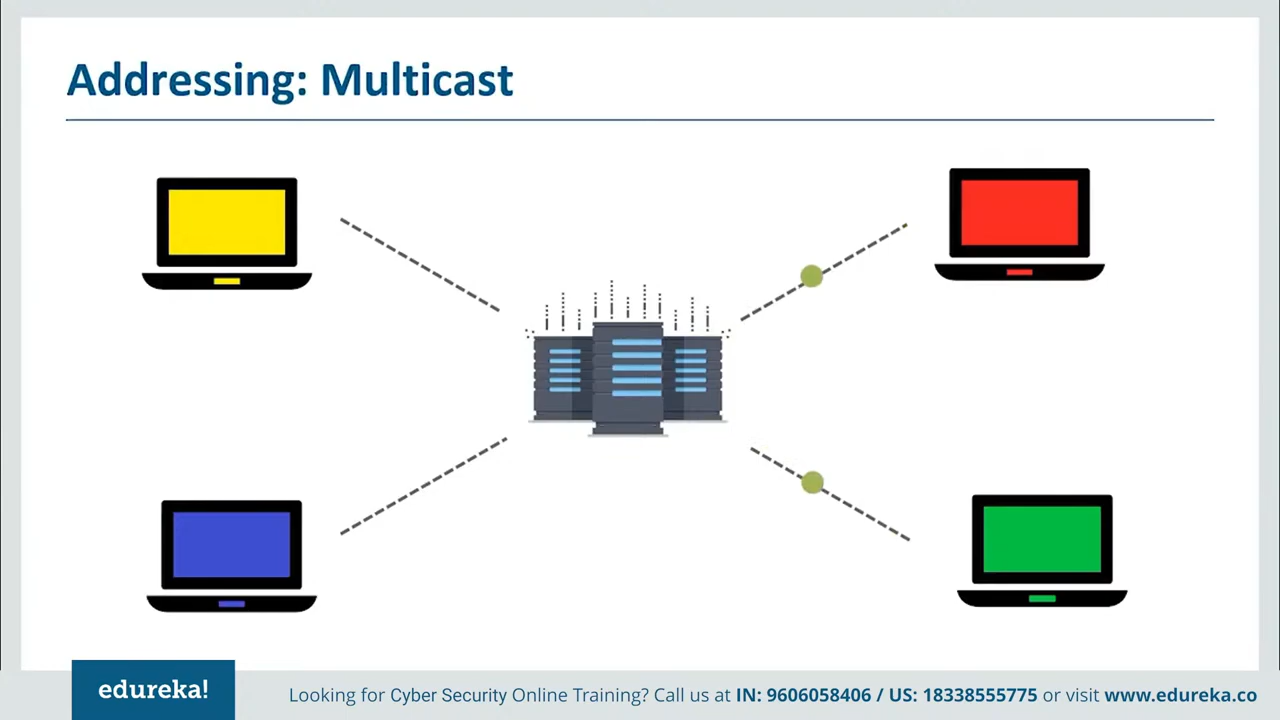 Addressing: Multicast
edureka!
Looking for Cyber Security Online Training? Call us at IN: 9606058406 / US: 18338555775 or visit www.edureka.co